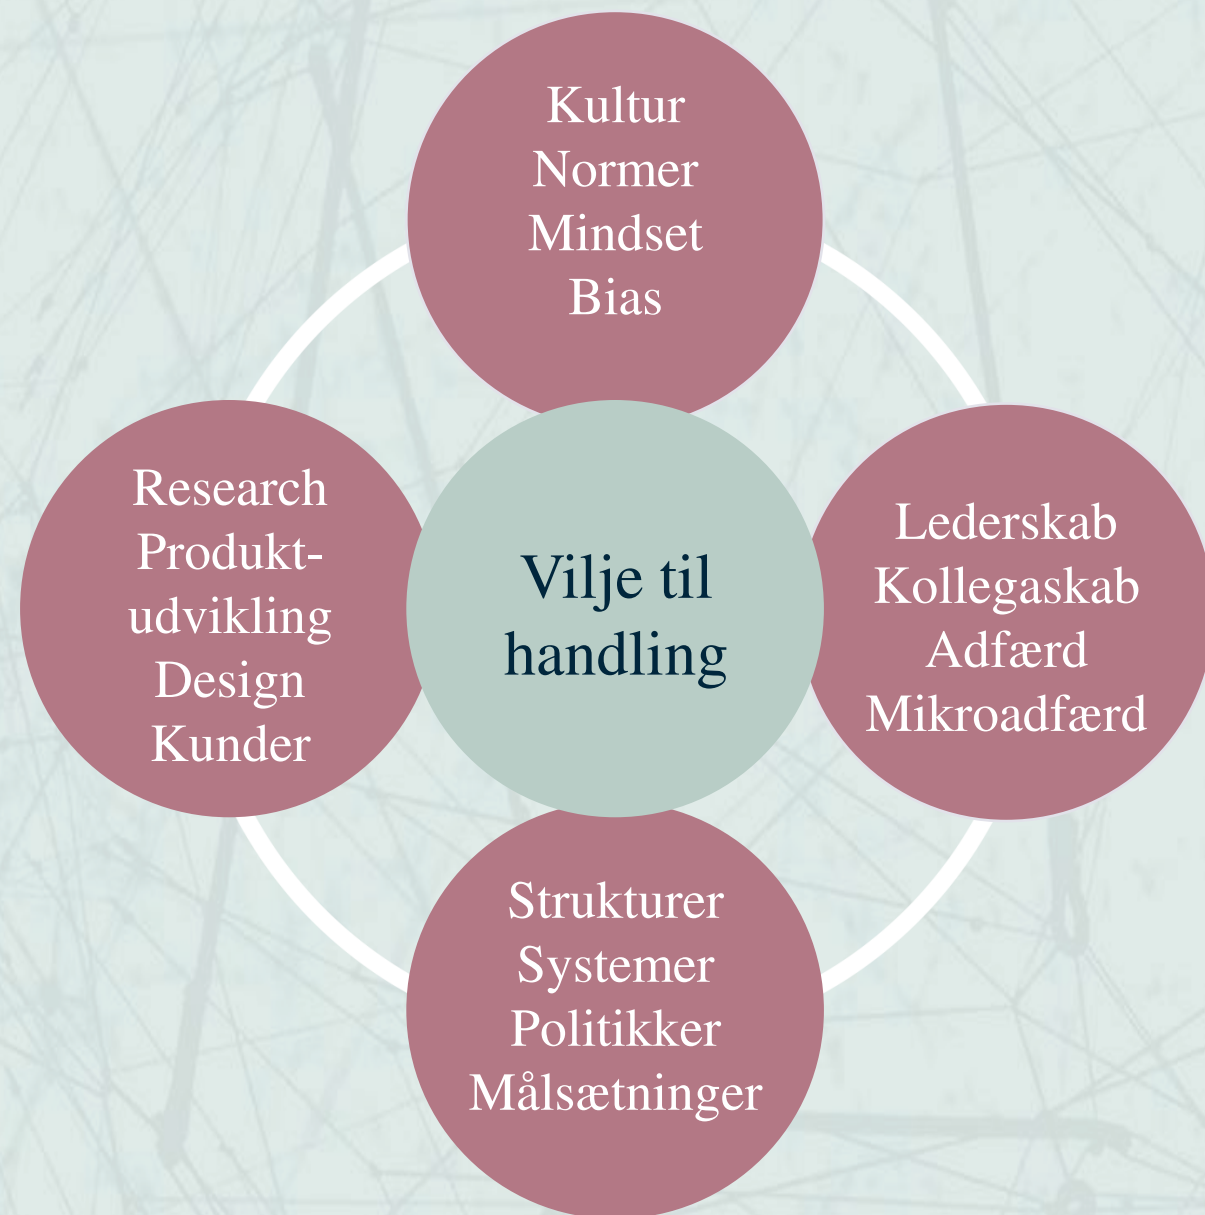 Kultur
Normer
Mindset
Bias
Research
Produkt-
udvikling
Design
Kunder
Vilje til
handling
Lederskab
Kollegaskab
Adfærd
Mikroadfærd
Strukturer
Systemer
Politikker
Målsætninger